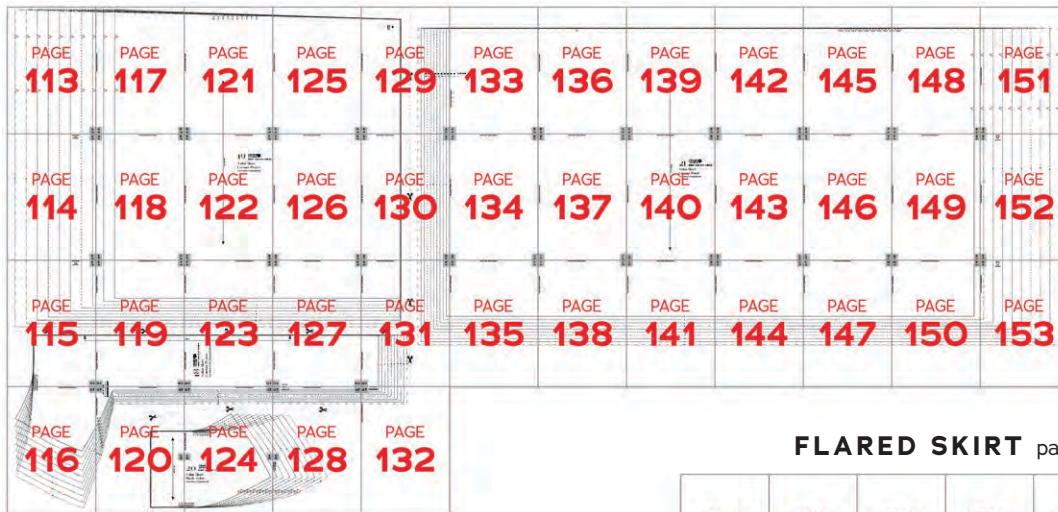 PAGE PAGE PAGE PAGE PAGE PAGE PAGE PAGE PAGE PAGE PAGE PAGE
113 117 121 125 129 133 136 139 142 145 148 151
PAGE PAGE PAGE PAGE PAGE PAGE PAGE PAGE PAGE PAGE PAGE PAGE
114 118 122 126 130 134 137 140 143 146 149 152
PAGE PAGE PAGE PAGE PAGE PAGE PAGE PAGE PAGE PAGE PAGE PAGE
115 119 123 127 131 135 138 141 144 147 150 153
PAGE PAGE PAGE PAGE PAGE
116 120 124 128 132
FLARED SKIRT pa